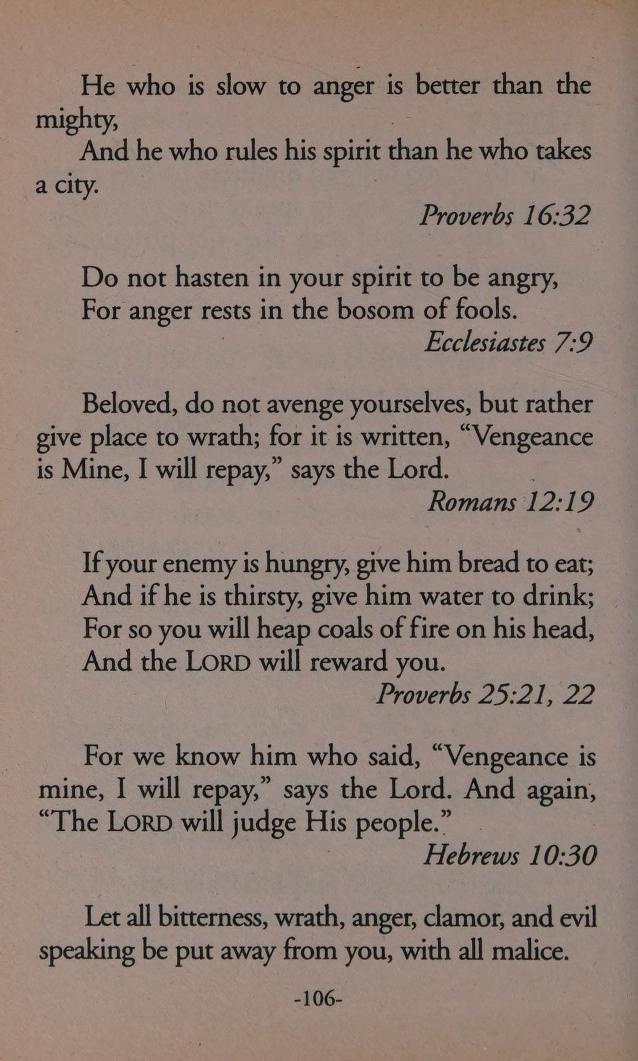 He who is slow to anger is better than the
mighty,
And he who rules his spirit than he who takes
a city.
Proverbs 16:32
Do not hasten in your spirit to be angry,
For anger rests in the bosom of fools.
Ecclesiastes 7:9
Beloved, do not avenge yourselves, but rather
give place to wrath; for it is written, “Vengeance
is Mine, I will repay,” says the Lord.
Romans 12:19
If your enemy is hungry, give him bread to eat;
And if he is thirsty, give him water to drink;
For so you will heap coals of fire on his head,
And the LORD will reward you.
Proverbs 25:21, 22
For we know him who said, “Vengeance is
mine, I will repay,” says the Lord. And again,
“The LORD will judge His people.”
Hebrews 10:30
Let all bitterness, wrath, anger, clamor, and evil
speaking be put away from you, with all malice.
-106-